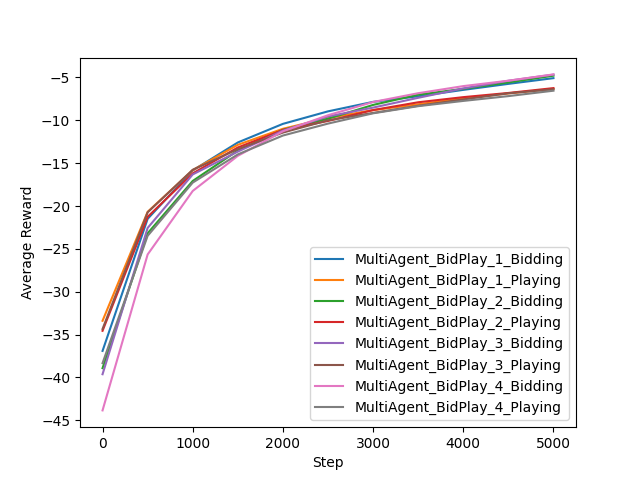 −5
−10
−15
−20
−25
−30
−35
−40
−45
Average Reward
MultiAgent_BidPlay_1_Bidding
MultiAgent_BidPlay_1_Playing
MultiAgent_BidPlay_2_Bidding
MultiAgent_BidPlay_2_Playing
MultiAgent_BidPlay_3_Bidding
MultiAgent_BidPlay_3_Playing
MultiAgent_BidPlay_4_Bidding
MultiAgent_BidPlay_4_Playing
0 1000 2000 3000 4000 5000
Step